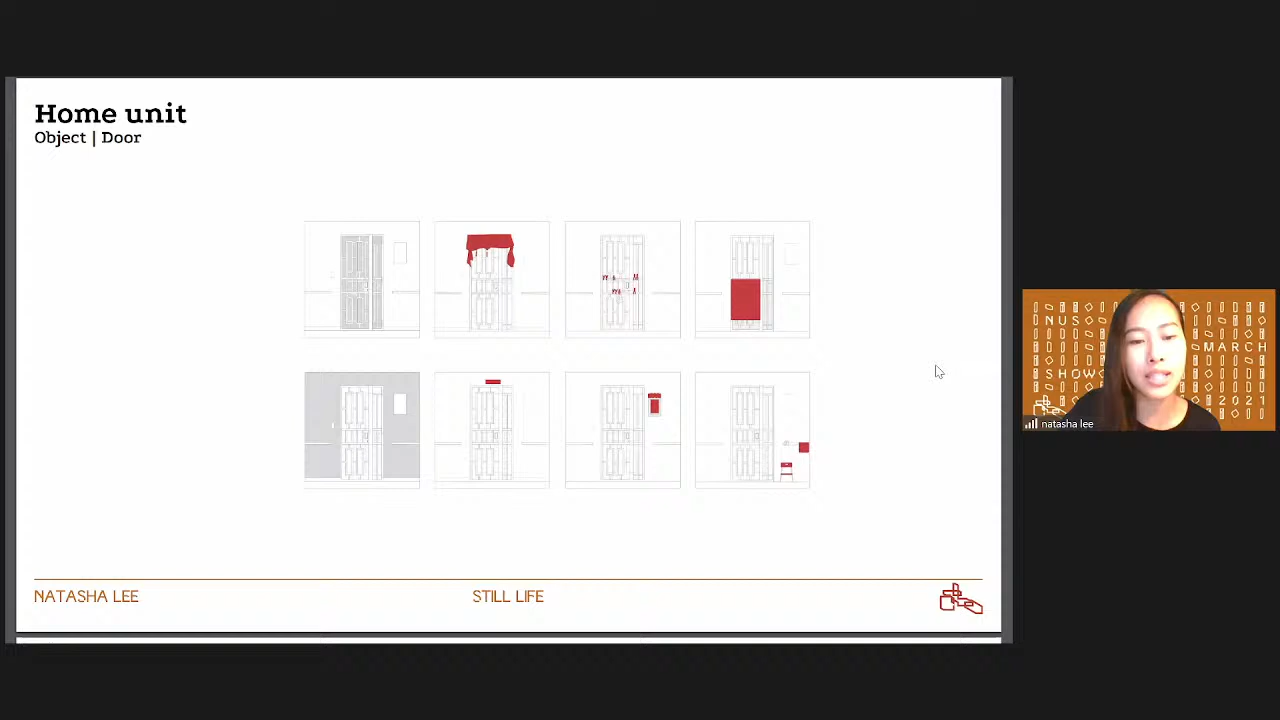 Home unit
Object | Door
NATASHA LEE
STILL LIFE
NUS
MARCH
SHOW
2021
natasha lee